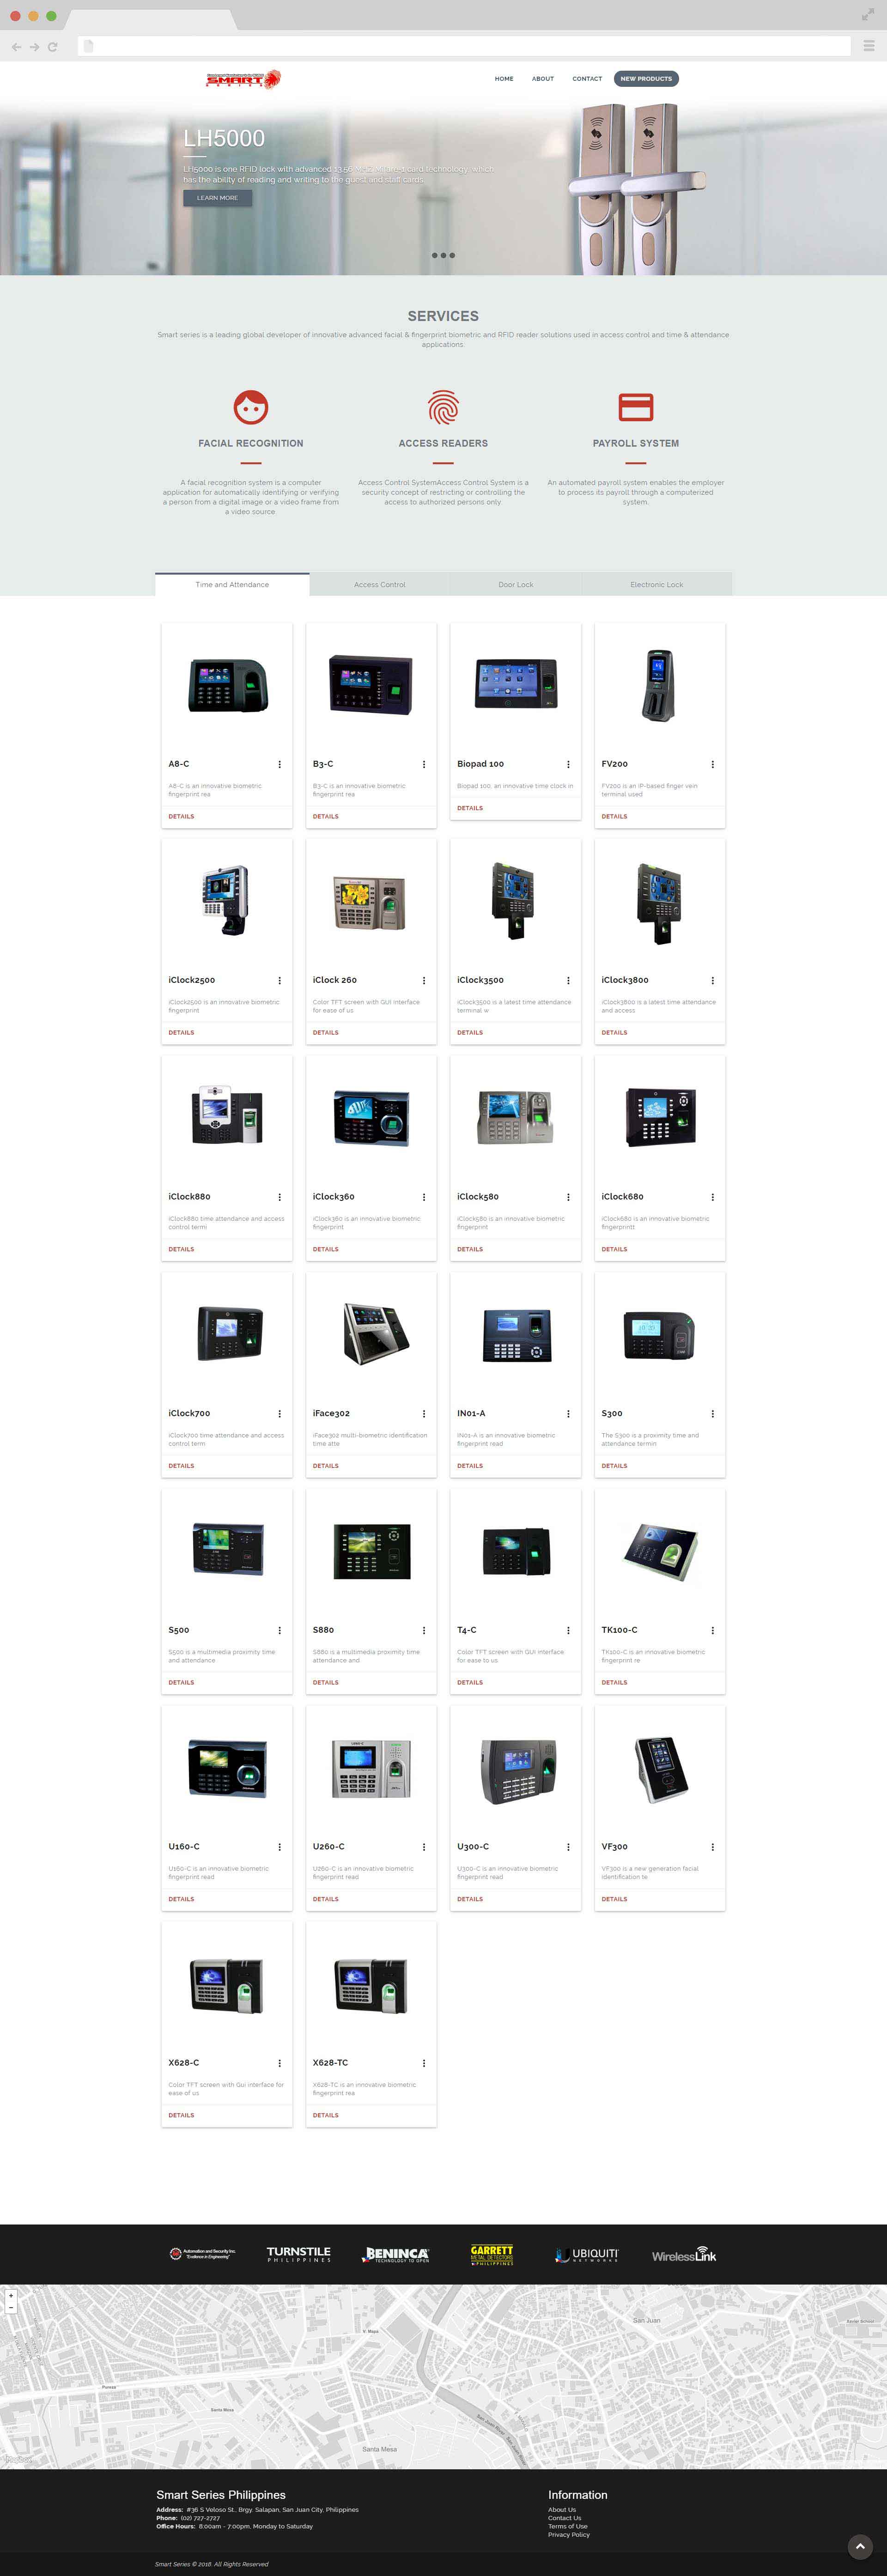 SMART
HOME
ABOUT
CONTACT
NEW PRODUCTS
LH5000
LH5000 is one RFID lock with advanced 13.56 card technology, which
has the ability of reading and writing to the guest and staff cards.
LEARN MORE
SERVICES
Smart series is a leading global developer of innovative advanced facial & fingerprint biometric and RFID reader solutions used in access control and time & attendance
applications.
FACIAL RECOGNITION
A facial recognition system is a computer
application for automatically identifying or verifying
a person from a digital image or a video frame from
a video source.
ACCESS READERS
Access Control SystemAccess Control System is a
security concept of restricting or controlling the
access to authorized persons only.
PAYROLL SYSTEM
An automated payroll system enables the employer
to process its payroll through a computerized
system.
Time and Attendance
Access Control
Door Lock
Electronic Lock
A8-C
A8-C is an innovative biometric
fingerprint rea
DETAILS
B3-C
B3-C is an innovative biometric
fingerprint rea
DETAILS
Biopad 100
Biopad 100, an innovative time clock in
DETAILS
FV200
FV200 is an IP-based finger vein
terminal used
DETAILS
iClock2500
iClock2500 is an innovative biometric
fingerprint
DETAILS
iClock 260
Color TFT screen with GUI interface
for ease of us
DETAILS
iClock3500
iClock3500 is a latest time attendance
terminal w
DETAILS
iClock3800
iClock3800 is a latest time attendance
and access
DETAILS
iClock880
iClock880 time attendance and access
control termi
DETAILS
iClock360
iClock360 is an innovative biometric
fingerprint
DETAILS
iClock580
iClock580 is an innovative biometric
fingerprint
DETAILS
iClock680
iClock680 is an innovative biometric
fingerprintt
DETAILS
iClock700
iClock700 time attendance and access
control term
DETAILS
iFace302
iFace302 multi-biometric identification
time atte
DETAILS
IN01-A
IN01-A is an innovative biometric
fingerprint read
DETAILS
S300
The S300 is a proximity time and
attendance termin
DETAILS
S500
S500 is a multimedia proximity time
and attendance
DETAILS
S880
S880 is a multimedia proximity time
attendance and
DETAILS
T4-C
Color TFT screen with GUI interface
for ease to us
DETAILS
TK100-C
TK100-C is an innovative biometric
fingerprint re
DETAILS
U160-C
U160-C is an innovative biometric
fingerprint read
DETAILS
U260-C
U260-C is an innovative biometric
fingerprint read
DETAILS
U300-C
U300-C is an innovative biometric
fingerprint read
DETAILS
VF300
VF300 is a new generation facial
identification te
DETAILS
X628-C
Color TFT screen with Gui interface for
ease of us
DETAILS
X628-TC
X628-TC is an innovative biometric
fingerprint rea
DETAILS
Automation and Security Inc.
"Excellence in Engineering"
TURNSTILE
PHILIPPINES
BENINCA
TECHNOLOGY TO OPEN
GARRETT
METAL DETECTORS
PHILIPPINES
UBIQUITI
NETWORKS
WirelessLink
+
−
San Juan
V. Mapa
Pureza
Santa Mesa
San Juan River
Santa Mesa
Smart Series Philippines
Address: #36 S Veloso St., Brgy. Salapan, San Juan City, Philippines
Phone: (02) 727-2727
Office Hours: 8:00am - 7:00pm, Monday to Saturday
Information
About Us
Contact Us
Terms of Use
Privacy Policy
Smart Series © 2018. All Rights Reserved